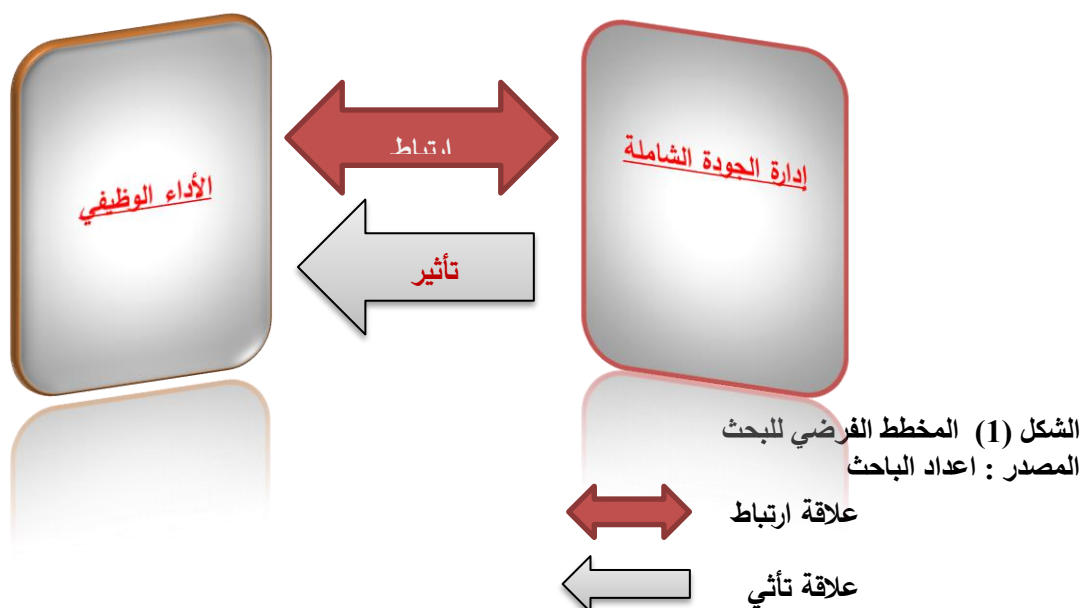 إدارة الجودة الشاملة
ارتباط
تأثير
الأداء الوظيفي
الشكل (1) المخطط الفرضي للبحث
المصدر : اعداد الباحث
علاقة ارتباط
علاقة تأثي